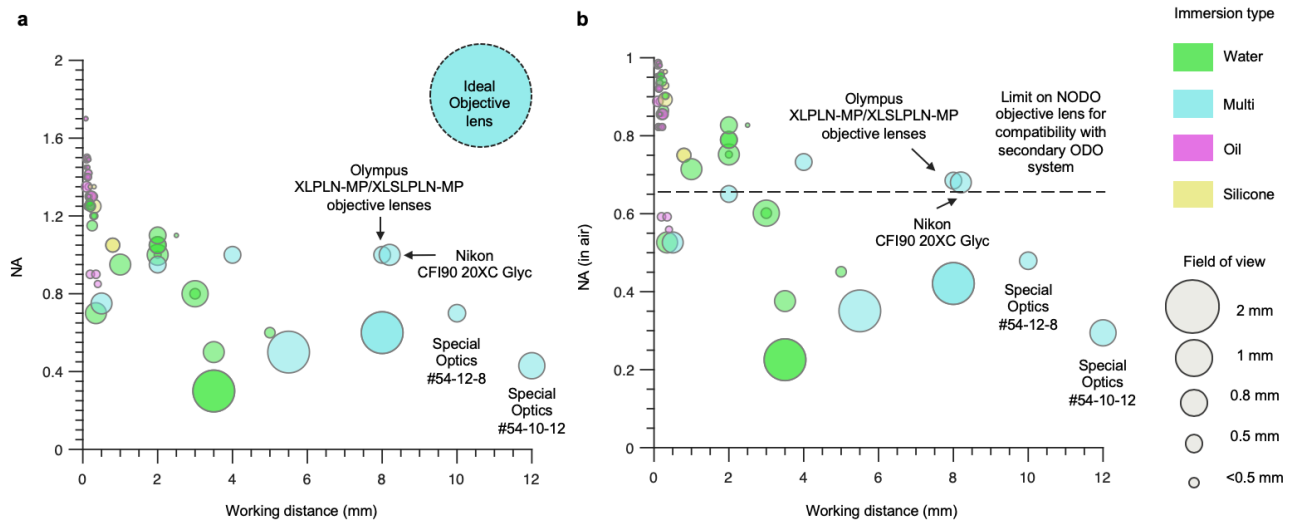 a
2
1.6
1.2
0.8
0.4
0
NA
0
2
4
6
8
10
12
Working distance (mm)
Ideal
Objective
lens
Olympus
XLPLN-MP/XLSLPLN-MP
objective lenses
Nikon
CFI90 20XC Glyc
Special
Optics
#54-12-8
Special
Optics
#54-10-12
b
1
0.8
0.6
0.4
0.2
0
NA (in air)
0
2
4
6
8
10
12
Working distance (mm)
Olympus
XLPLN-MP/XLSLPLN-MP
objective lenses
Limit on NODO
objective lens for
compatibility with
secondary ODO
system
Nikon
CFI90 20XC Glyc
Special
Optics
#54-12-8
Special
Optics
#54-10-12
Immersion type
Water
Multi
Oil
Silicone
Field of view
2 mm
1 mm
0.8 mm
0.5 mm
<0.5 mm